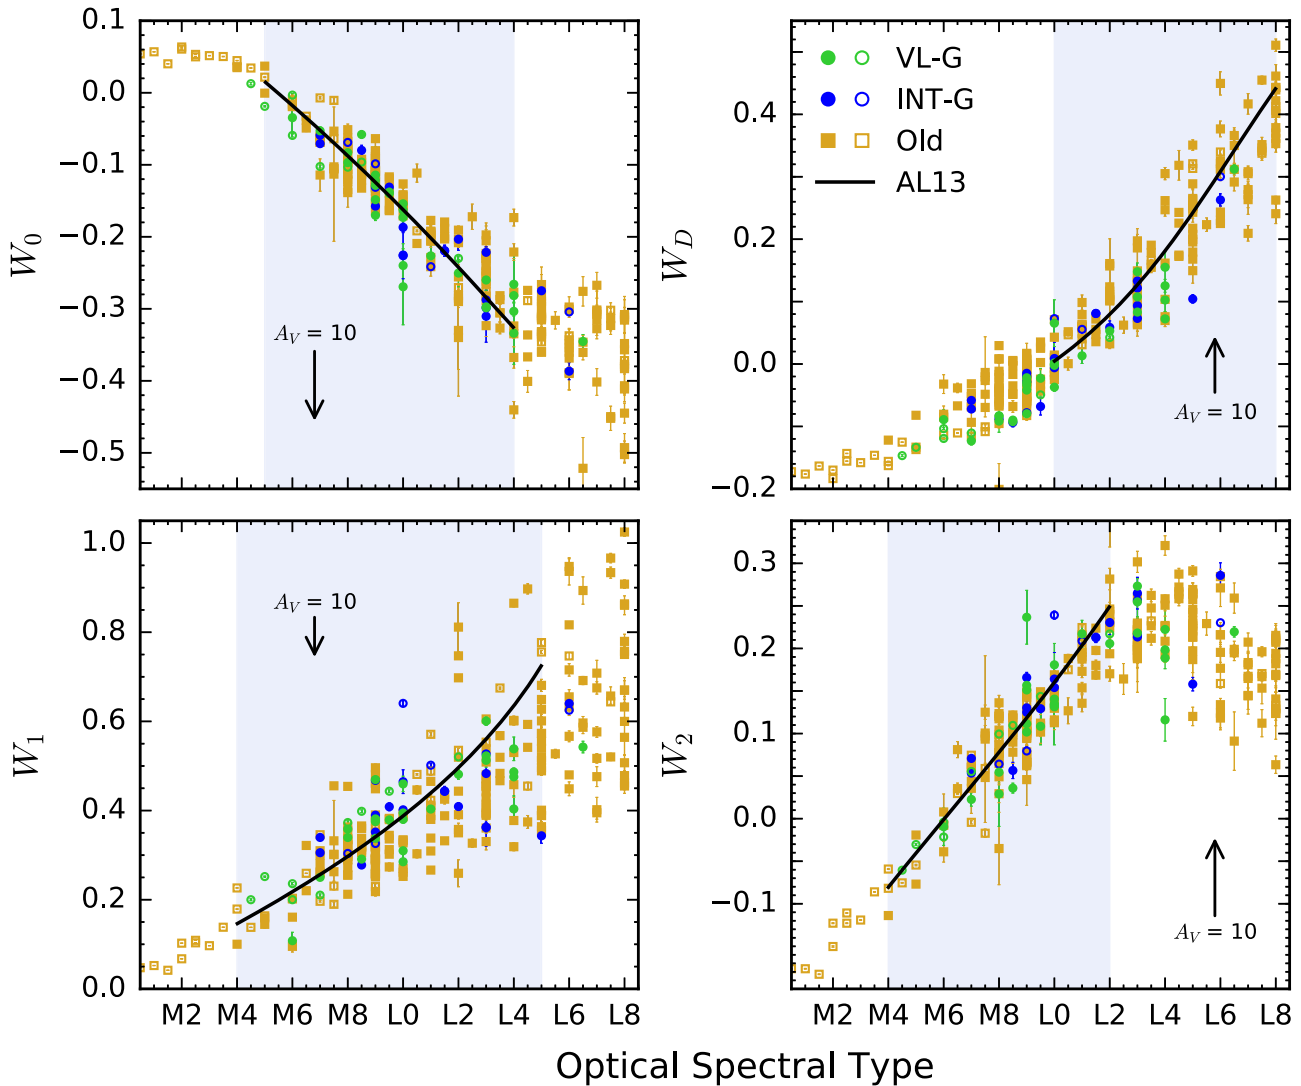 0.1
0.0
−0.1
−0.2
−0.3
−0.4
−0.5
W0
AV = 10
0.4
0.2
0.0
−0.2
WD
VL-G
INT-G
Old
AL13
AV = 10
1.0
0.8
0.6
0.4
0.2
0.0
W1
AV = 10
M2 M4 M6 M8 L0 L2 L4 L6 L8
0.3
0.2
0.1
0.0
−0.1
W2
AV = 10
M2 M4 M6 M8 L0 L2 L4 L6 L8
Optical Spectral Type